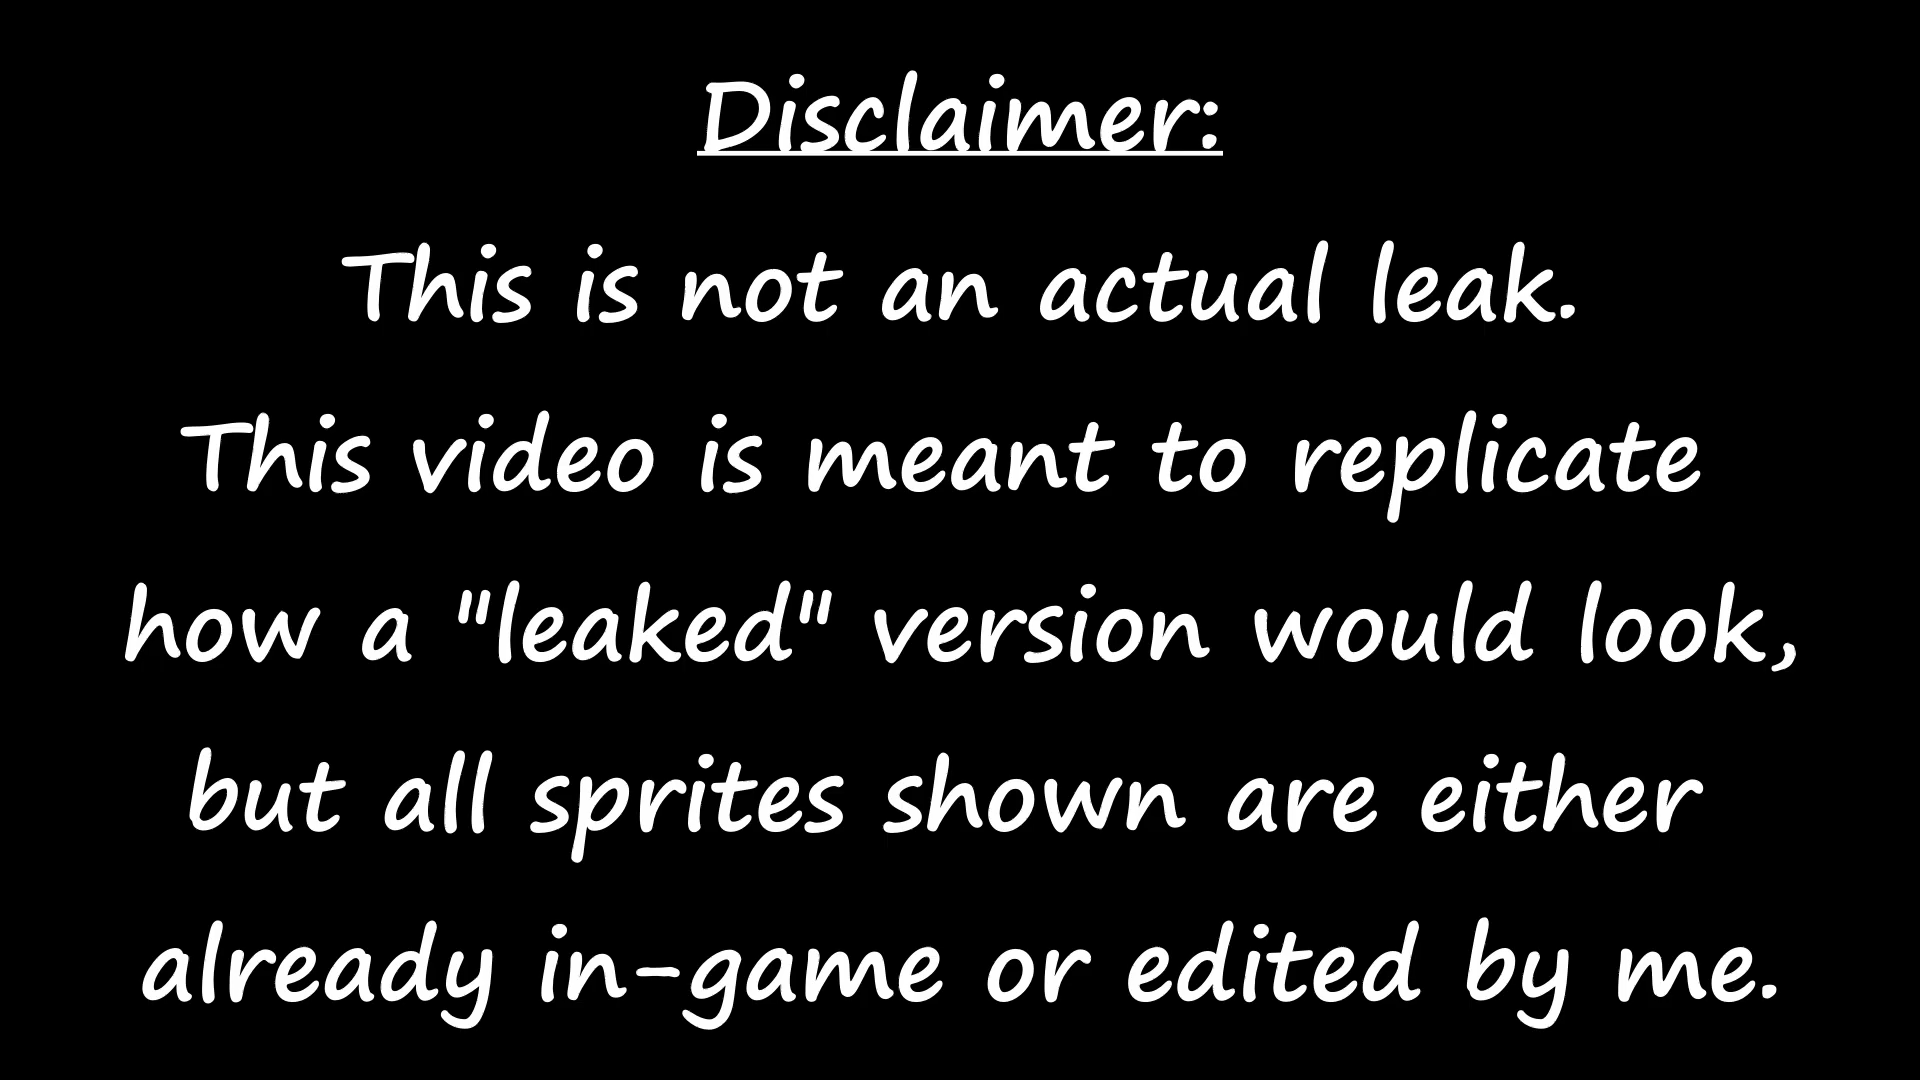 Disclaimer:
This is not an actual leak.
This video is meant to replicate
how a "leaked" version would look,
but all sprites shown are either
already in-game or edited by me.